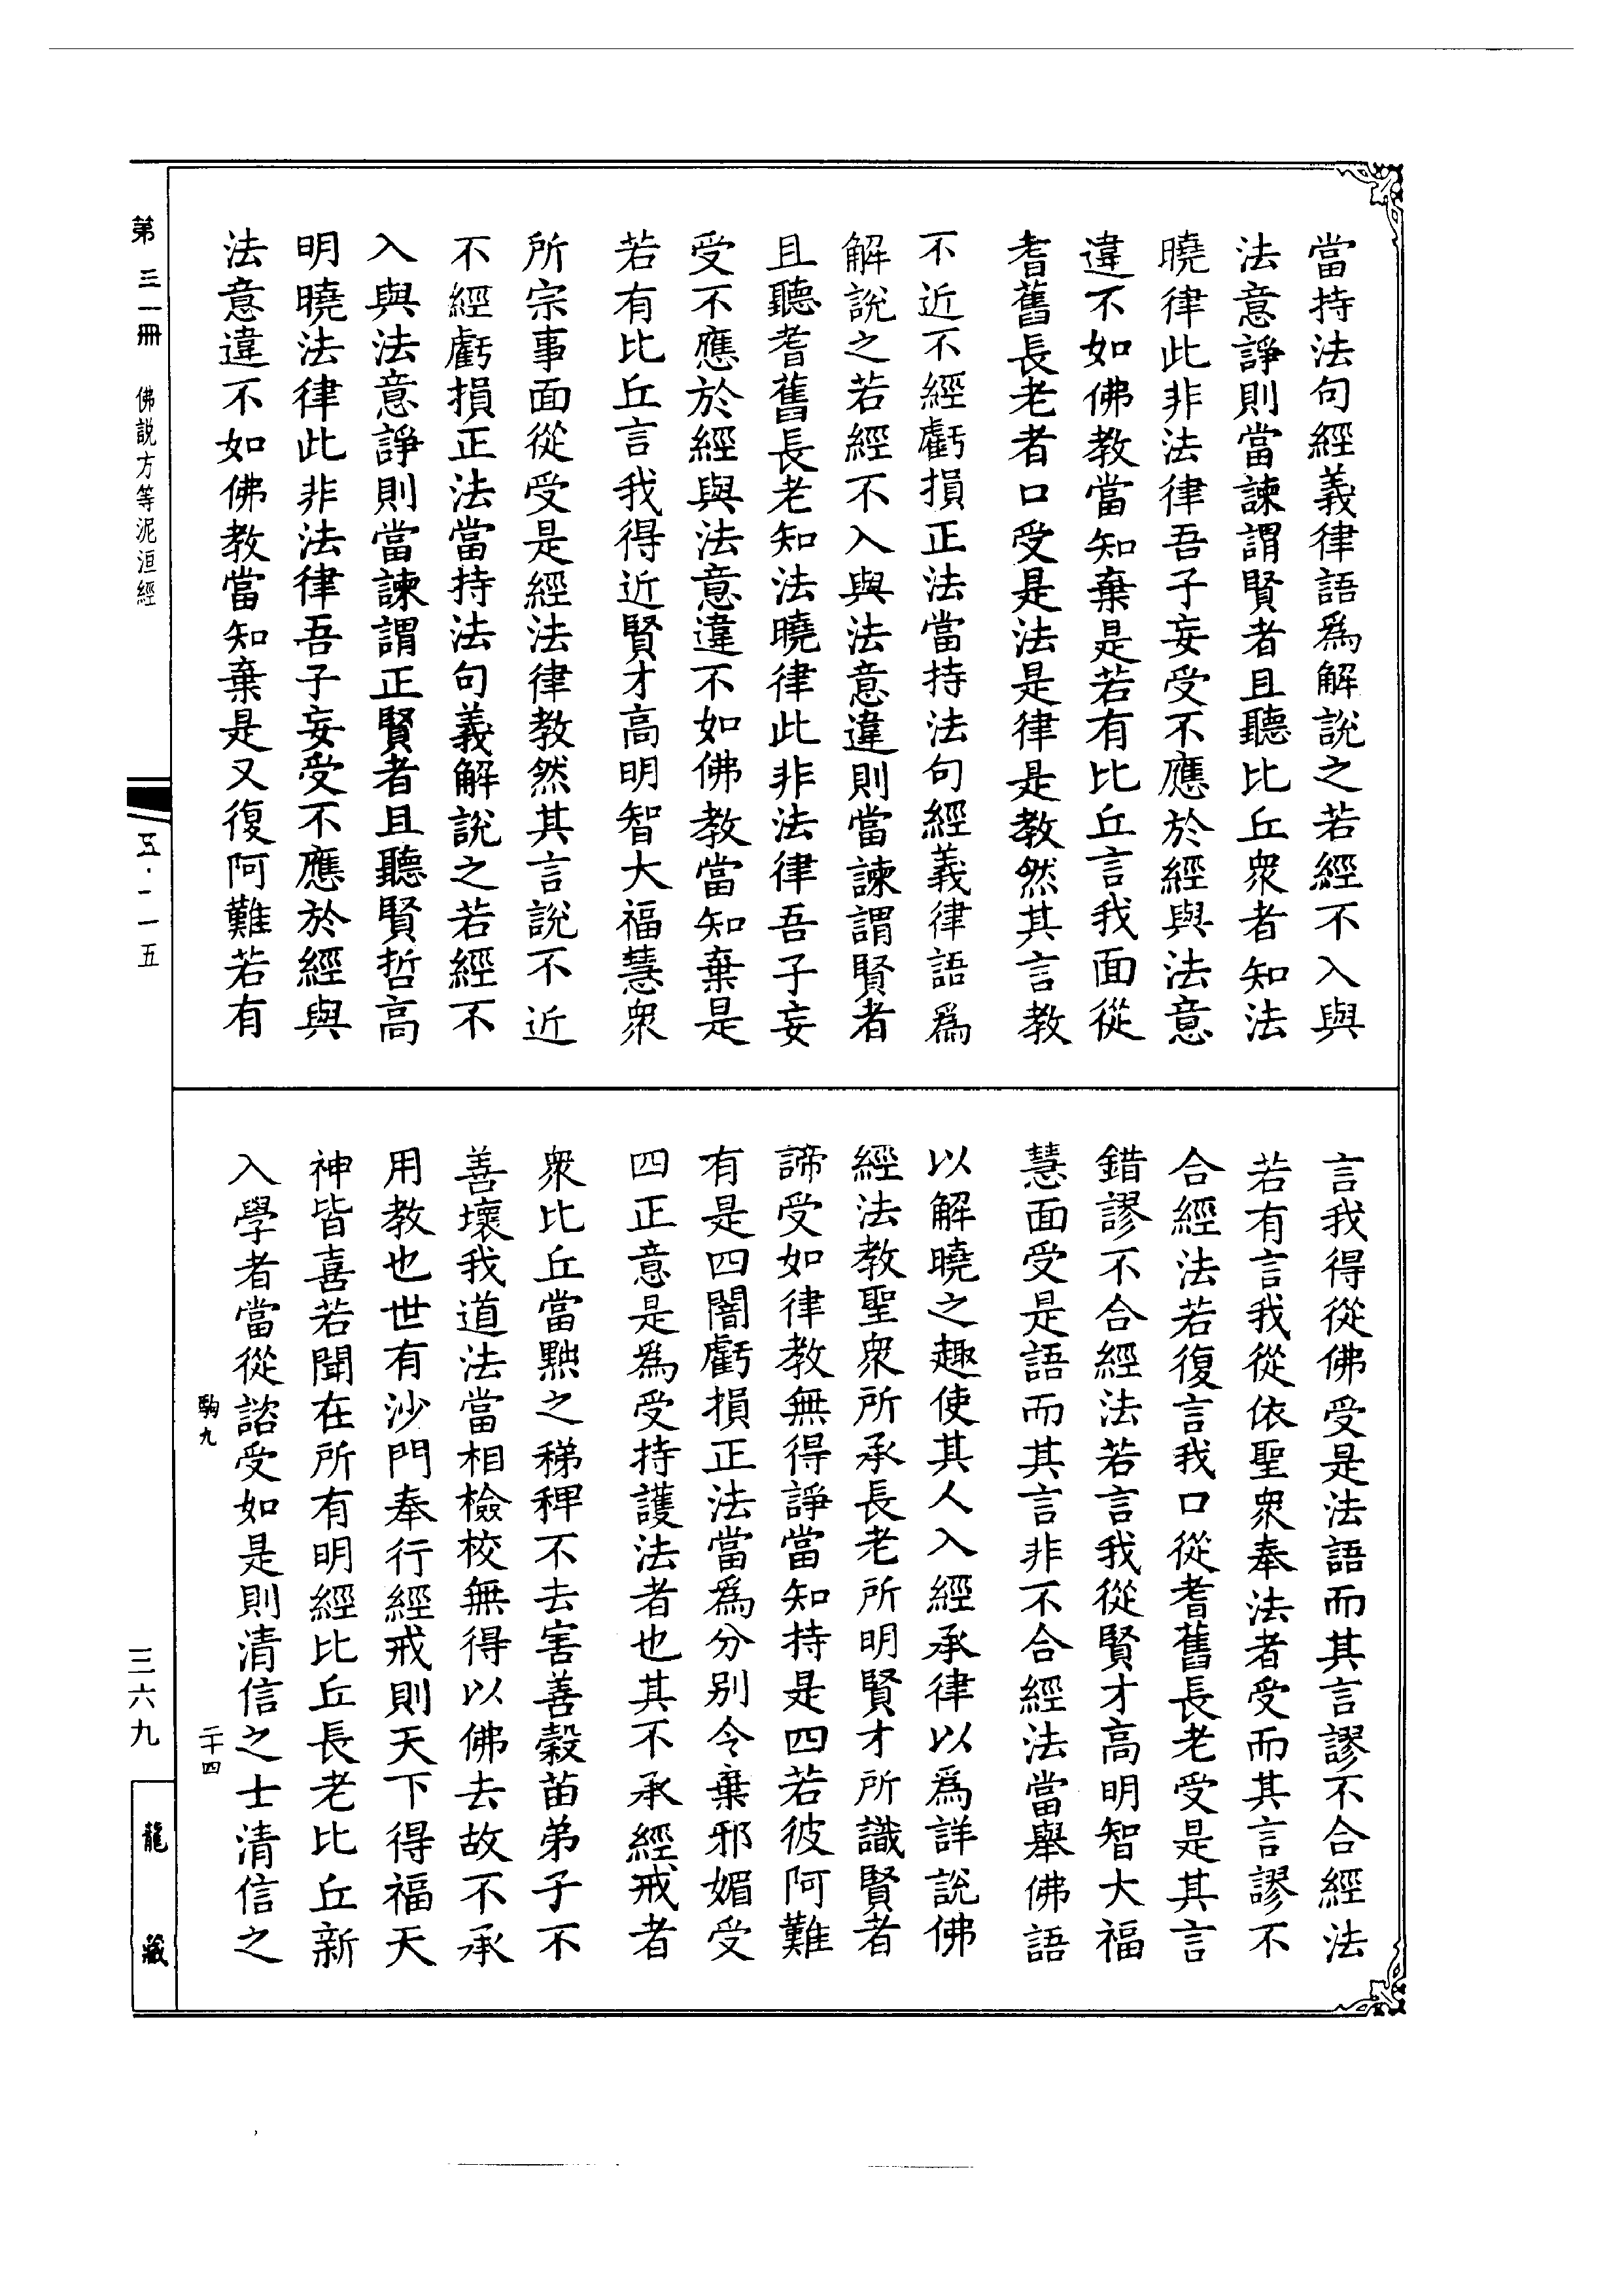 當持法句經義律語爲解說之若經不入與
法意諍則當諫謂賢者且聽比丘衆者知法
曉律此非法律吾子妄受不應於經與法意
違不如佛教當知棄是若有比丘言我面從
耆舊長老者口受是法是律是教然其言教
不近不經虧損正法當持法句經義律語爲
解說之若經不入與法意違則當諫謂賢者
且聽耆舊長老知法曉律此非法律吾子妄
受不應於經與法意違不如佛教當知棄是
若有比丘言我得近賢才高明智大福慧衆
所宗事面從受是經法律教然其言說不近
不經虧損正法當持法句義解說之若經不
入與法意諍則當諫謂正賢者且聽賢哲高
明曉法律此非法律吾子妄受不應於經與
法意違不如佛教當知棄是又復阿難若有
言我得從佛受是法語而其言謬不合經法
若有言我從依聖衆奉法者受而其言謬不
合經法若復言我口從耆舊長老受是其言
錯謬不合經法若言我從賢才高明智大福
慧面受是語而其言非不合經法當舉佛語
以解曉之趣使其人入經承律以爲詳說佛
經法教聖衆所承長老所明賢才所識賢者
諦受如律教無得諍當知持是四若彼阿難
有是四闇虧損正法當爲分別令棄邪媚受
四正意是爲受持護法者也其不承經戒者
衆比丘當黜之稊稗不去害善穀苗弟子不
善壞我道法當相檢校無得以佛去故不承
用教也世有沙門奉行經戒則天下得福天
神皆喜若聞在所有明經比丘長老比丘新
入學者當從諮受如是則清信之士清信之
駒九
二十四
第三一冊 佛說方等泥洹經
五·一一五
三六九
龍藏